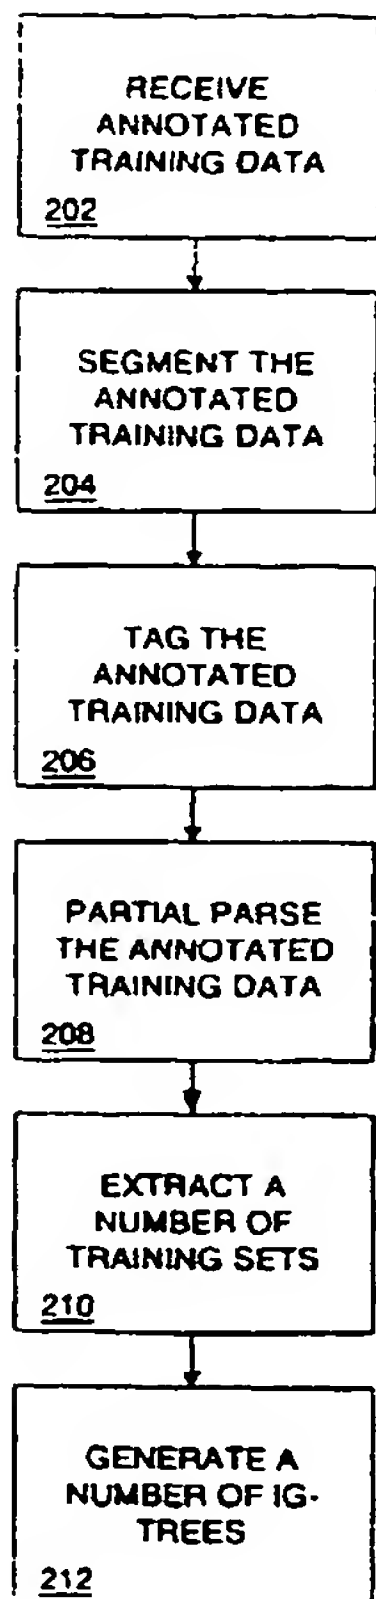 RECEIVE
ANNOTATED
TRAINING DATA
202
SEGMENT THE
ANNOTATED
TRAINING DATA
204
TAG THE
ANNOTATED
TRAINING DATA
206
PARTIAL PARSE
THE ANNOTATED
TRAINING DATA
208
EXTRACT A
NUMBER OF
TRAINING SETS
210
GENERATE A
NUMBER OF IG-
TREES
212